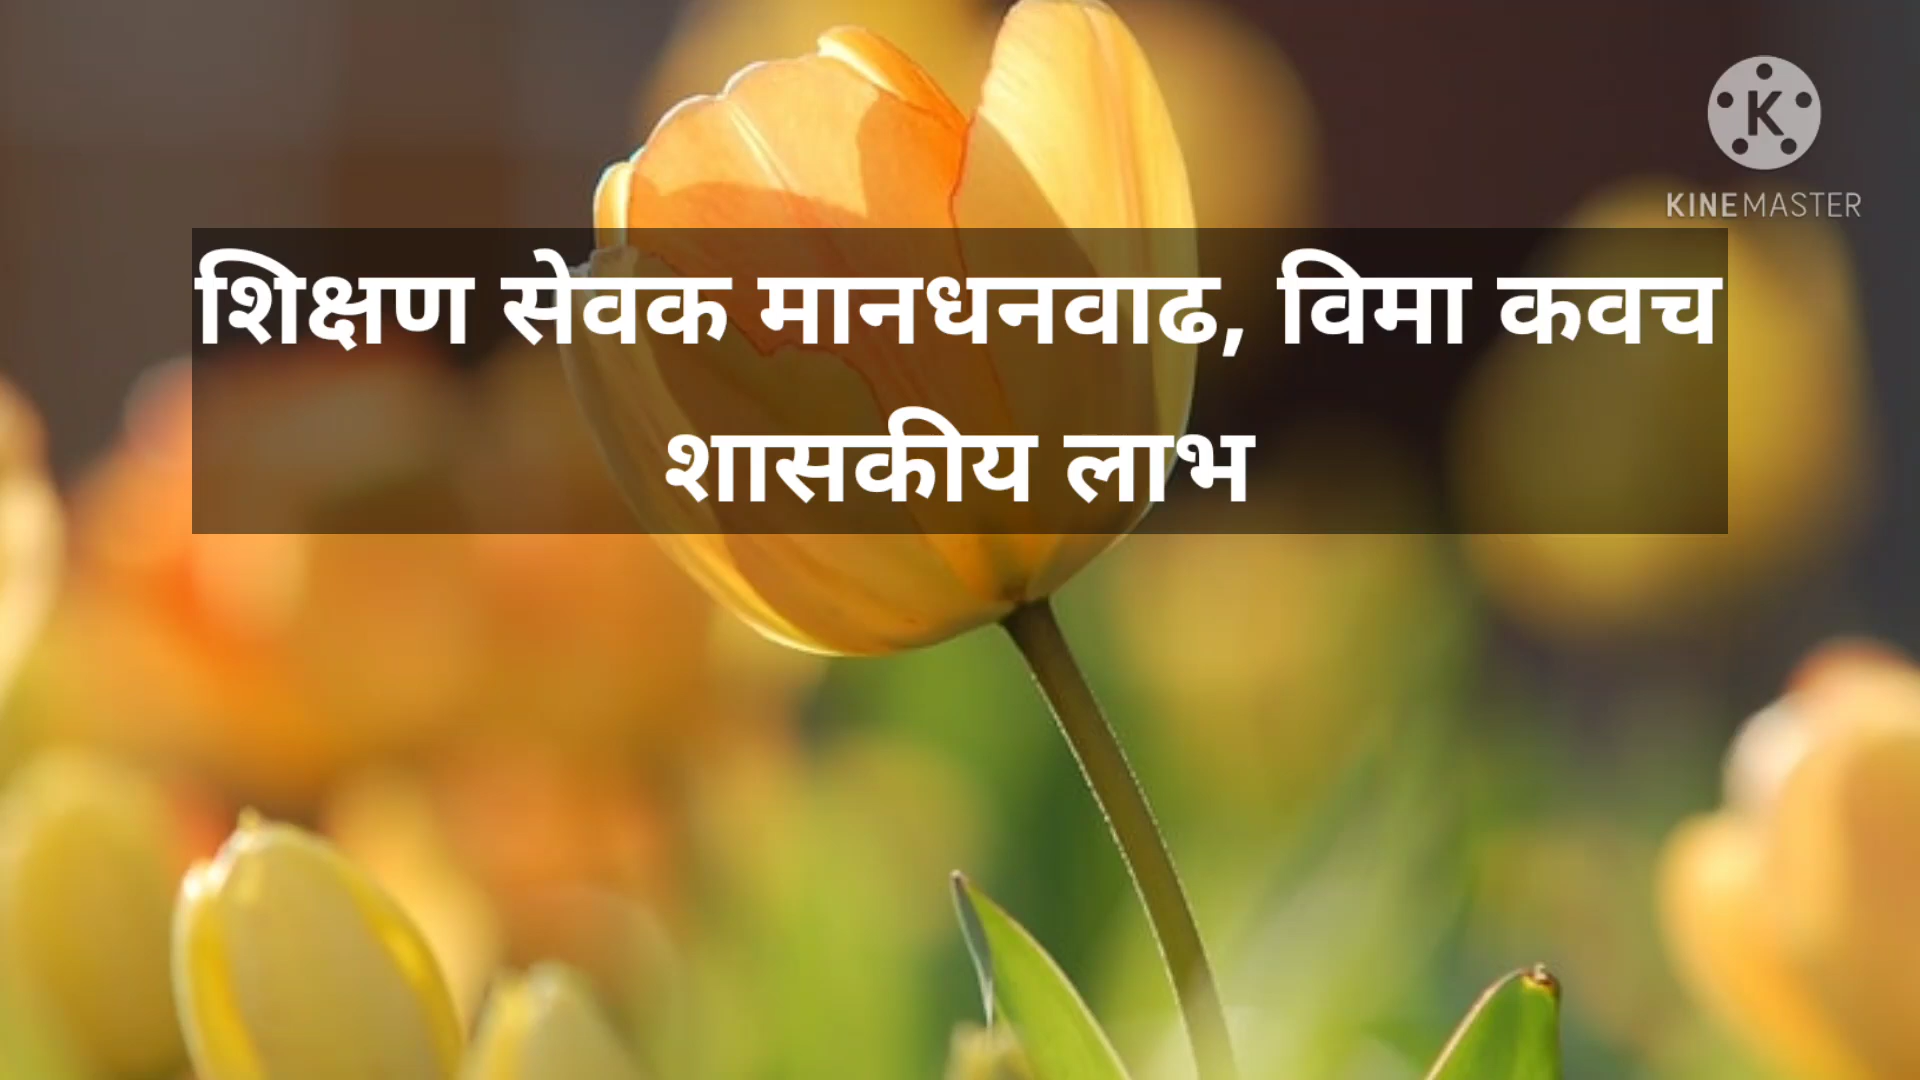 KINEMASTER
शिक्षण सेवक मानधनवाढ, विमा कवच
शासकीय लाभ